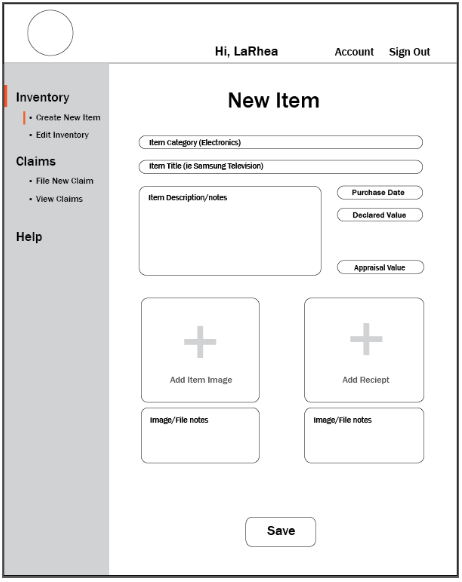 Hi, LaRhea
Account
Sign Out
Inventory
• Create New Item
• Edit Inventory
Claims
• File New Claim
• View Claims
Help
New Item
Item Category (Electronics)
Item Title (ie Samsung Television)
Item Description/notes
Purchase Date
Declared Value
Appraisal Value
Add Item Image
Add Reciept
Image/File notes
Image/File notes
Save